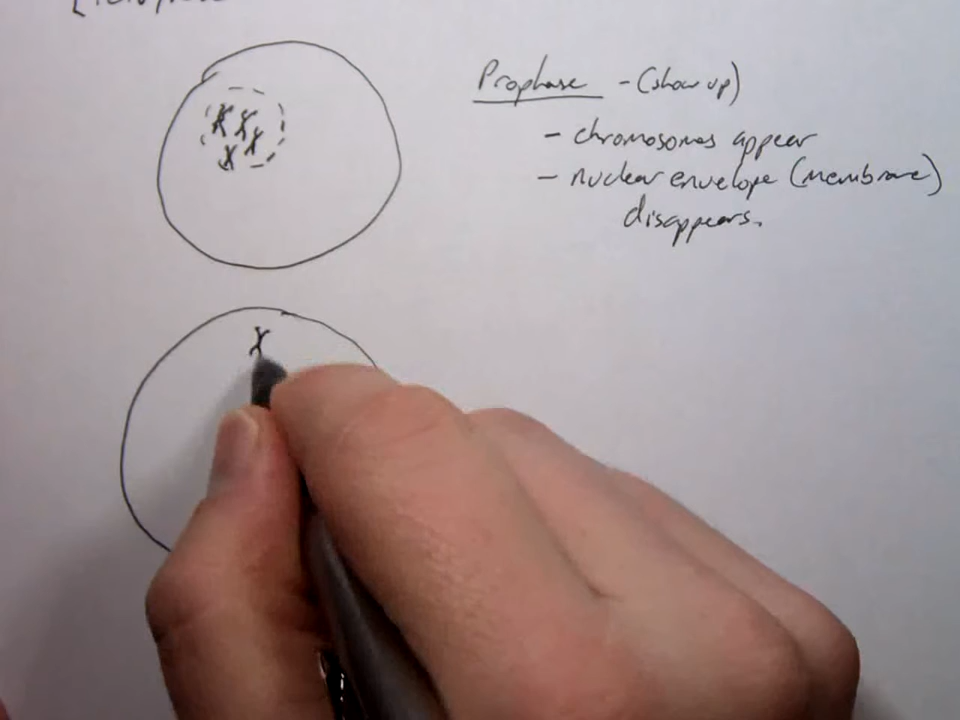 Prophase - (show up)
- chromosomes appear
- nuclear envelope (membrane)
disappears.